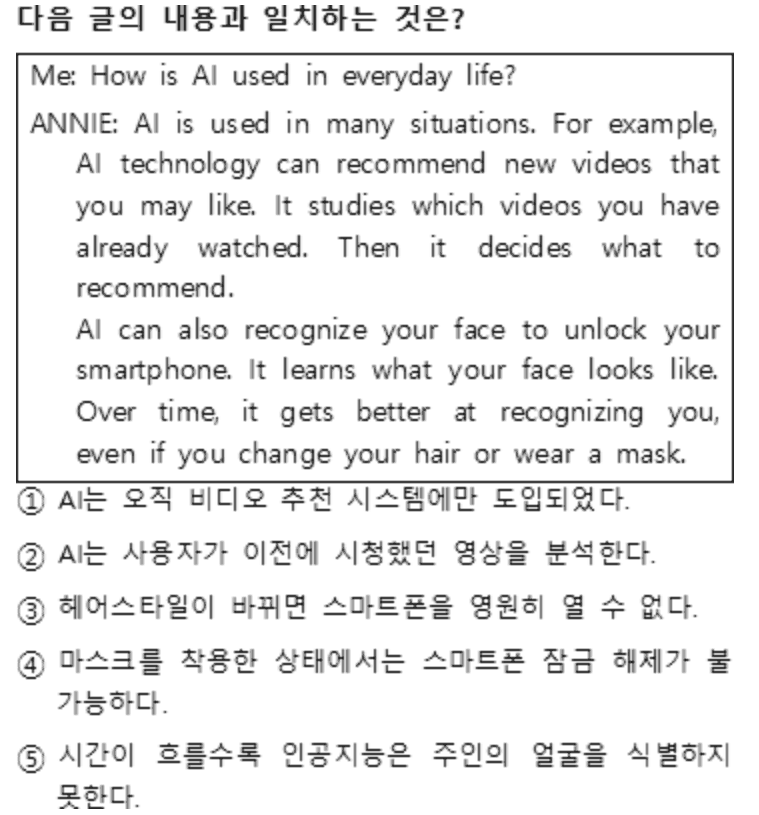 다음 글의 내용과 일치하는 것은?
Me: How is AI used in everyday life?
ANNIE: AI is used in many situations. For example,
AI technology can recommend new videos that
you may like. It studies which videos you have
already watched. Then it decides what to
recommend.
AI can also recognize your face to unlock your
smartphone. It learns what your face looks like.
Over time, it gets better at recognizing you,
even if you change your hair or wear a mask.
① AI는 오직 비디오 추천 시스템에만 도입되었다.
② AI는 사용자가 이전에 시청했던 영상을 분석한다.
③ 헤어스타일이 바뀌면 스마트폰을 영원히 열 수 없다.
④ 마스크를 착용한 상태에서는 스마트폰 잠금 해제가 불
가능하다.
⑤ 시간이 흐를수록 인공지능은 주인의 얼굴을 식별하지
못한다.